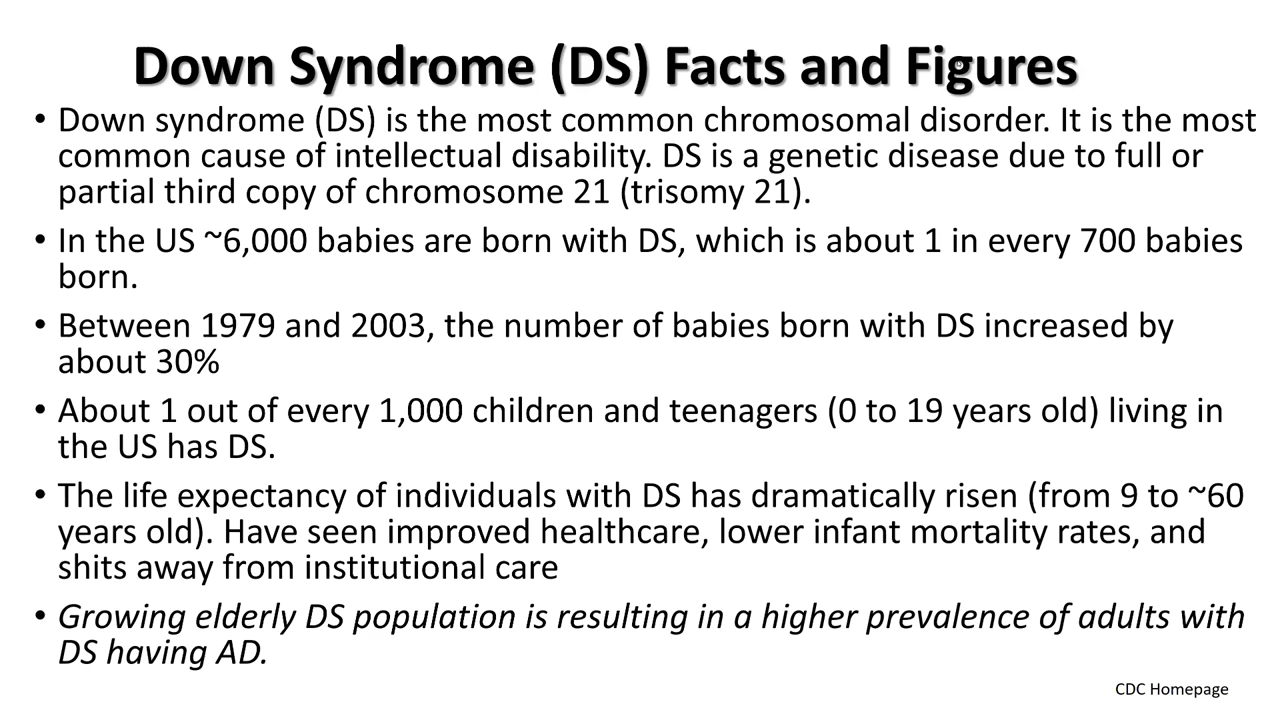 Down Syndrome (DS) Facts and Figures
• Down syndrome (DS) is the most common chromosomal disorder. It is the most
common cause of intellectual disability. DS is a genetic disease due to full or
partial third copy of chromosome 21 (trisomy 21).
• In the US ~6,000 babies are born with DS, which is about 1 in every 700 babies
born.
• Between 1979 and 2003, the number of babies born with DS increased by
about 30%
• About 1 out of every 1,000 children and teenagers (0 to 19 years old) living in
the US has DS.
• The life expectancy of individuals with DS has dramatically risen (from 9 to ~60
years old). Have seen improved healthcare, lower infant mortality rates, and
shits away from institutional care
• Growing elderly DS population is resulting in a higher prevalence of adults with
DS having AD.
CDC Homepage